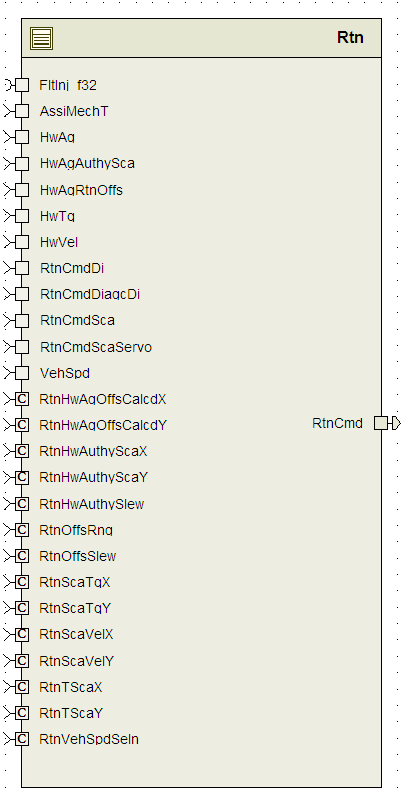 Rtn
FltInj_f32
AssiMechT
HwAg
HwAgAuthySca
HwAgRtnOffs
HwTq
HwVel
RtnCmdDi
RtnCmdDiagcDi
RtnCmdSca
RtnCmdScaServo
VehSpd
C RtnHwAgOffsCalcdX
C RtnHwAgOffsCalcdY RtnCmd
C RtnHwAuthyScaX
C RtnHwAuthyScaY
C RtnHwAuthySlew
C RtnOffsRng
C RtnOffsSlew
C RtnScaTqX
C RtnScaTqY
C RtnScaVelX
C RtnScaVelY
C RtnTScaX
C RtnTScaY
C RtnVehSpdSeln